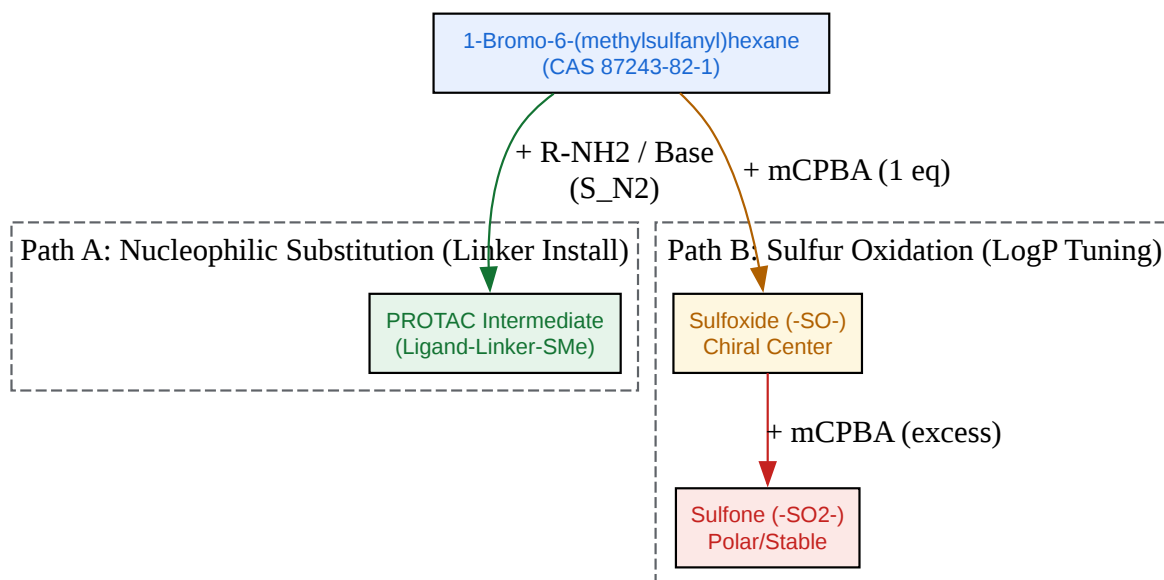 1-Bromo-6-(methylsulfanyl)hexane
(CAS 87243-82-1)
+ R-NH2 / Base
(S_N2)
+ mCPBA (1 eq)
Path A: Nucleophilic Substitution (Linker Install)
Path B: Sulfur Oxidation (LogP Tuning)
PROTAC Intermediate
(Ligand-Linker-SMe)
Sulfoxide (-SO-)
Chiral Center
+ mCPBA (excess)
Sulfone (-SO2-)
Polar/Stable